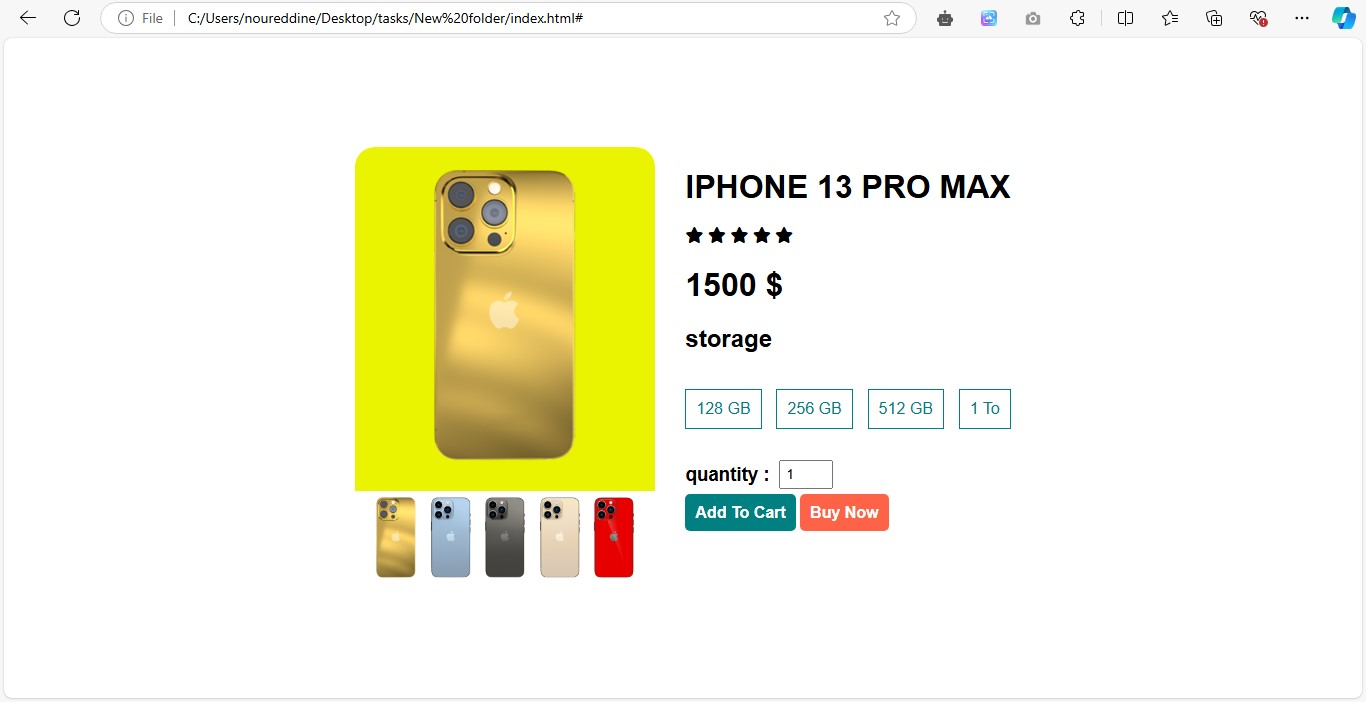 File
C:/Users/noureddine/Desktop/tasks/New%20folder/index.html#
IPHONE 13 PRO MAX
1500 $
storage
128 GB 256 GB 512 GB 1 To
quantity : 1
Add To Cart Buy Now